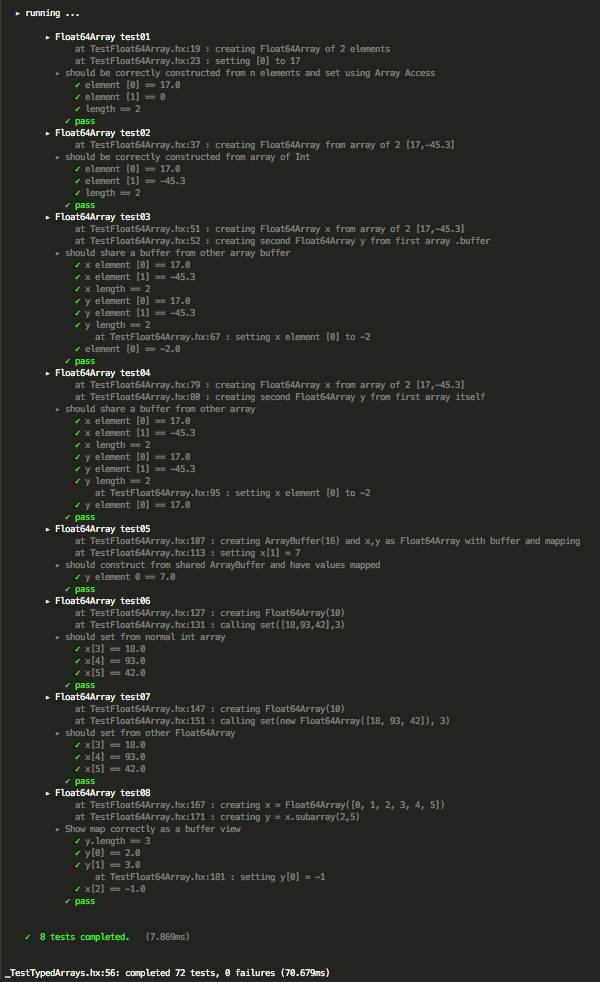 ▸ running ...
▸ Float64Array test01
at TestFloat64Array.hx:19 : creating Float64Array of 2 elements
at TestFloat64Array.hx:23 : setting [0] to 17
▸ should be correctly constructed from n elements and set using Array Access
✔ element [0] == 17.0
✔ element [1] == 0
✔ length == 2
✔ pass
▸ Float64Array test02
at TestFloat64Array.hx:37 : creating Float64Array from array of 2 [17,-45.3]
▸ should be correctly constructed from array of Int
✔ element [0] == 17.0
✔ element [1] == -45.3
✔ length == 2
✔ pass
▸ Float64Array test03
at TestFloat64Array.hx:51 : creating Float64Array x from array of 2 [17,-45.3]
at TestFloat64Array.hx:52 : creating second Float64Array y from first array .buffer
▸ should share a buffer from other array buffer
✔ x element [0] == 17.0
✔ x element [1] == -45.3
✔ x length == 2
✔ y element [0] == 17.0
✔ y element [1] == -45.3
✔ y length == 2
at TestFloat64Array.hx:67 : setting x element [0] to -2
✔ element [0] == -2.0
✔ pass
▸ Float64Array test04
at TestFloat64Array.hx:79 : creating Float64Array x from array of 2 [17,-45.3]
at TestFloat64Array.hx:80 : creating second Float64Array y from first array itself
▸ should share a buffer from other array
✔ x element [0] == 17.0
✔ x element [1] == -45.3
✔ x length == 2
✔ y element [0] == 17.0
✔ y element [1] == -45.3
✔ y length == 2
at TestFloat64Array.hx:95 : setting x element [0] to -2
✔ y element [0] == 17.0
✔ pass
▸ Float64Array test05
at TestFloat64Array.hx:107 : creating ArrayBuffer(16) and x,y as Float64Array with buffer and mapping
at TestFloat64Array.hx:113 : setting x[1] = 7
▸ should construct from shared ArrayBuffer and have values mapped
✔ y element 0 == 7.0
✔ pass
▸ Float64Array test06
at TestFloat64Array.hx:127 : creating Float64Array(10)
at TestFloat64Array.hx:131 : calling set([18,93,42],3)
▸ should set from normal int array
✔ x[3] == 18.0
✔ x[4] == 93.0
✔ x[5] == 42.0
✔ pass
▸ Float64Array test07
at TestFloat64Array.hx:147 : creating Float64Array(10)
at TestFloat64Array.hx:151 : calling set(new Float64Array([18, 93, 42]), 3)
▸ should set from other Float64Array
✔ x[3] == 18.0
✔ x[4] == 93.0
✔ x[5] == 42.0
✔ pass
▸ Float64Array test08
at TestFloat64Array.hx:167 : creating x = Float64Array([0, 1, 2, 3, 4, 5])
at TestFloat64Array.hx:171 : creating y = x.subarray(2,5)
▸ Show map correctly as a buffer view
✔ y.length == 3
✔ y[0] == 2.0
✔ y[1] == 3.0
at TestFloat64Array.hx:181 : setting y[0] = -1
✔ x[2] == -1.0
✔ pass
✔ 8 tests completed. (7.869ms)
_TestTypedArrays.hx:56: completed 72 tests, 0 failures (70.679ms)